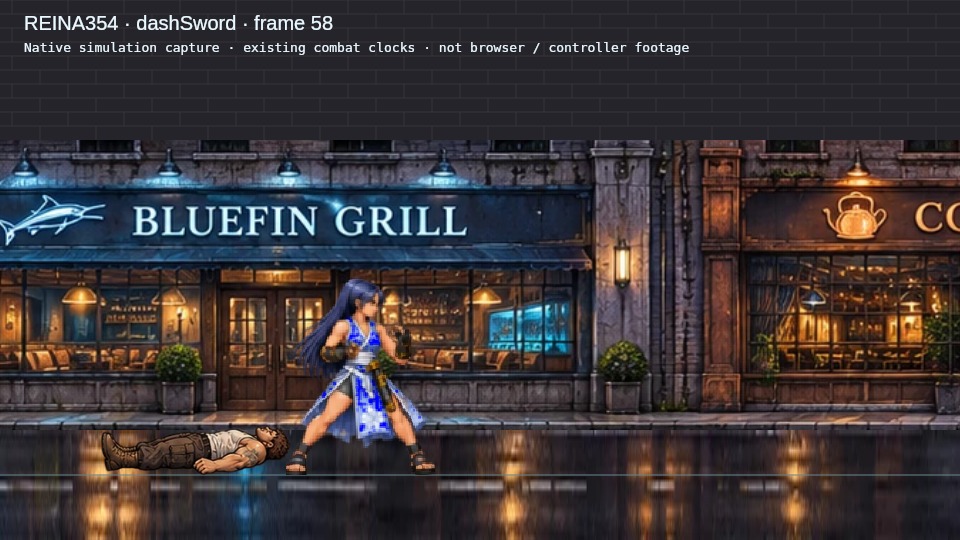 REINA354 · dashSword · frame 58
Native simulation capture · existing combat clocks · not browser / controller footage
BLUEFIN GRILL